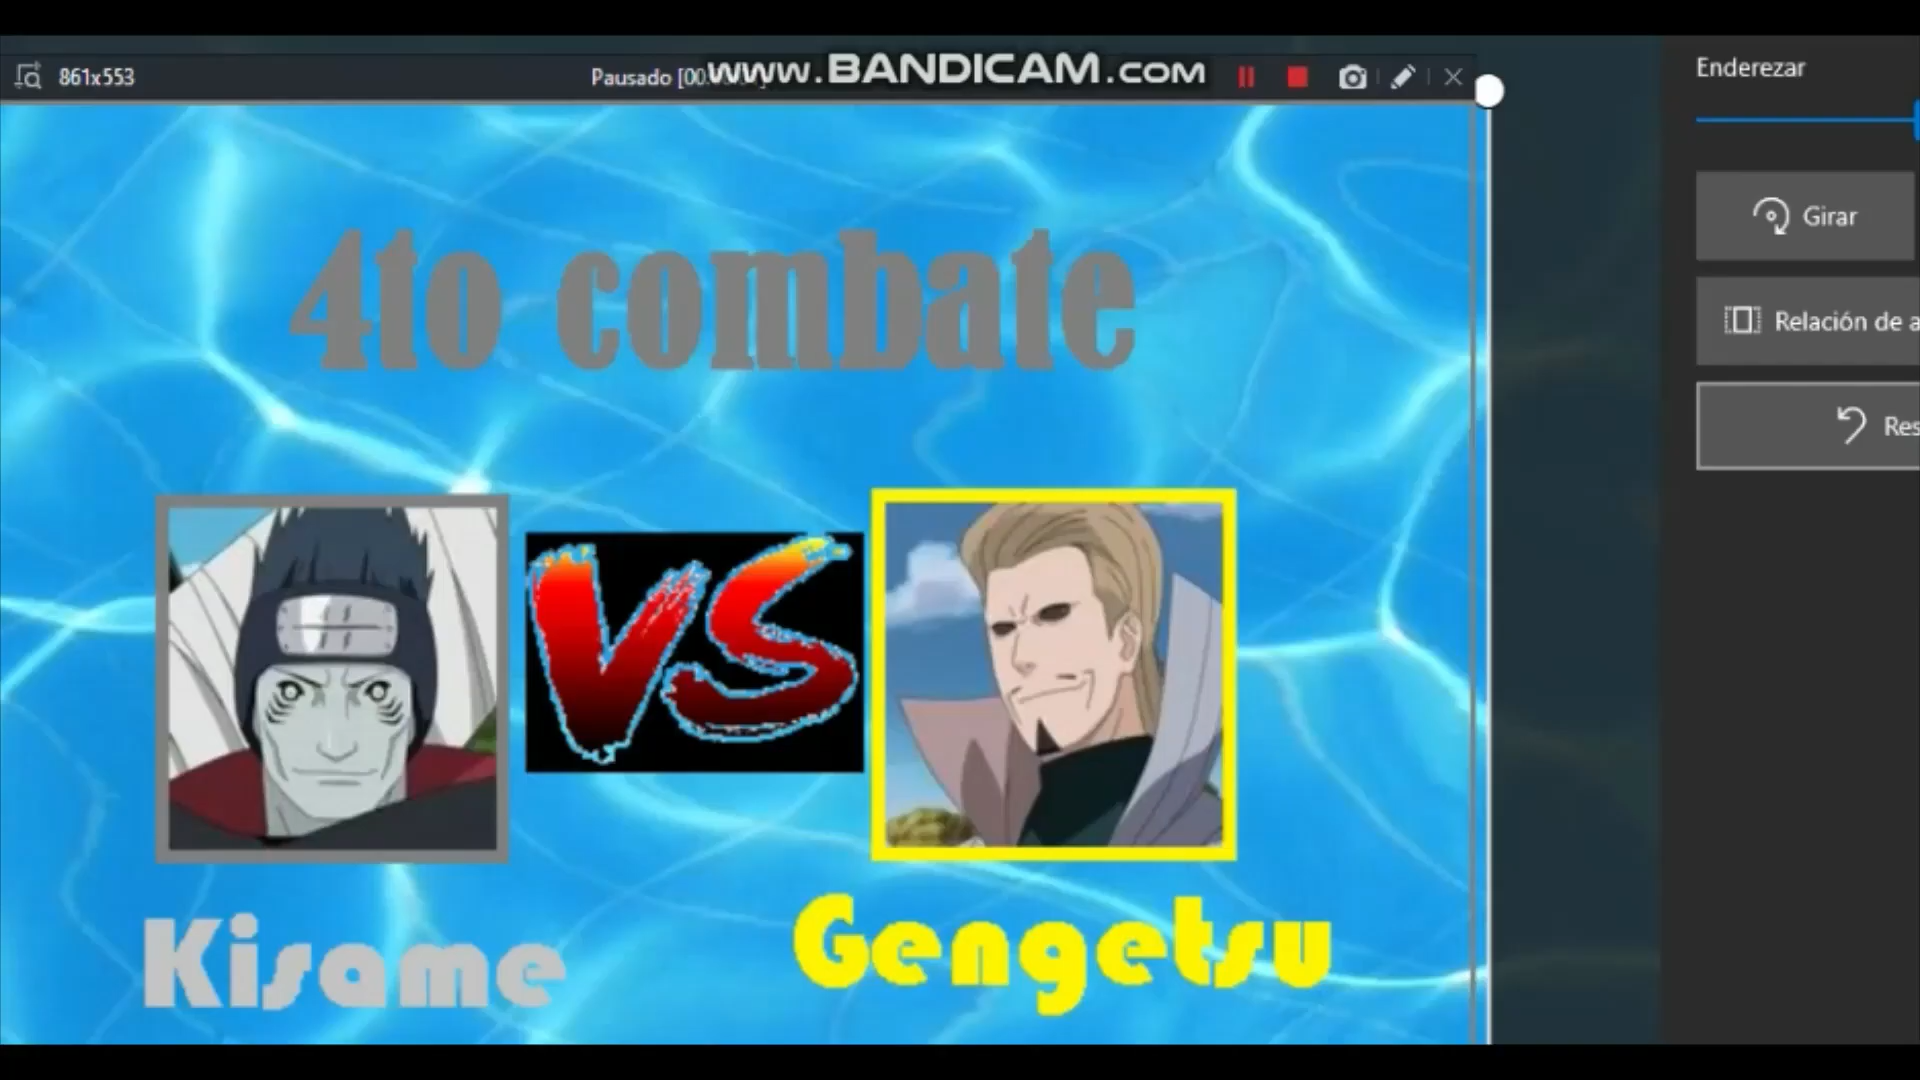 861x553
Pausado [00:
www.BANDICAM.com
Enderezar
Girar
Relación de a
Res
4to combate
VS
Kisame
Gengetsu